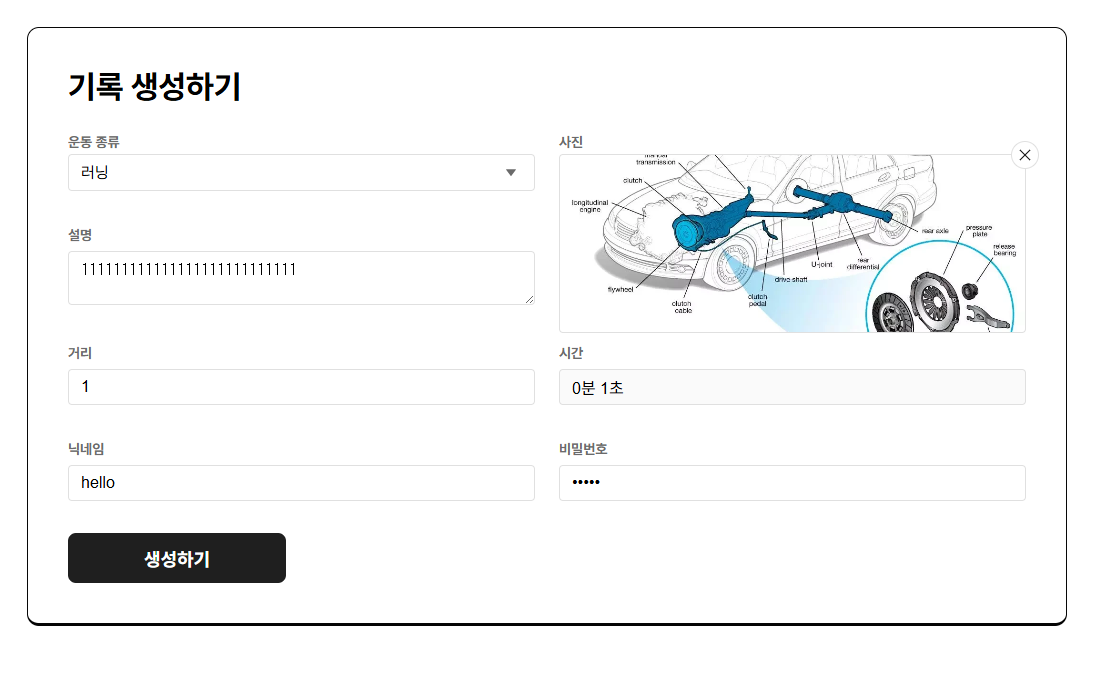 기록 생성하기
운동 종류
러닝
설명
111111111111111111111111111
사진
manual
transmission
clutch
longitudinal
engine
flywheel
clutch
cable
clutch
pedal
drive shaft
U-joint
rear
differential
rear axle
pressure
plate
release
bearing
거리
1
시간
0분 1초
닉네임
hello
비밀번호
•••••
생성하기